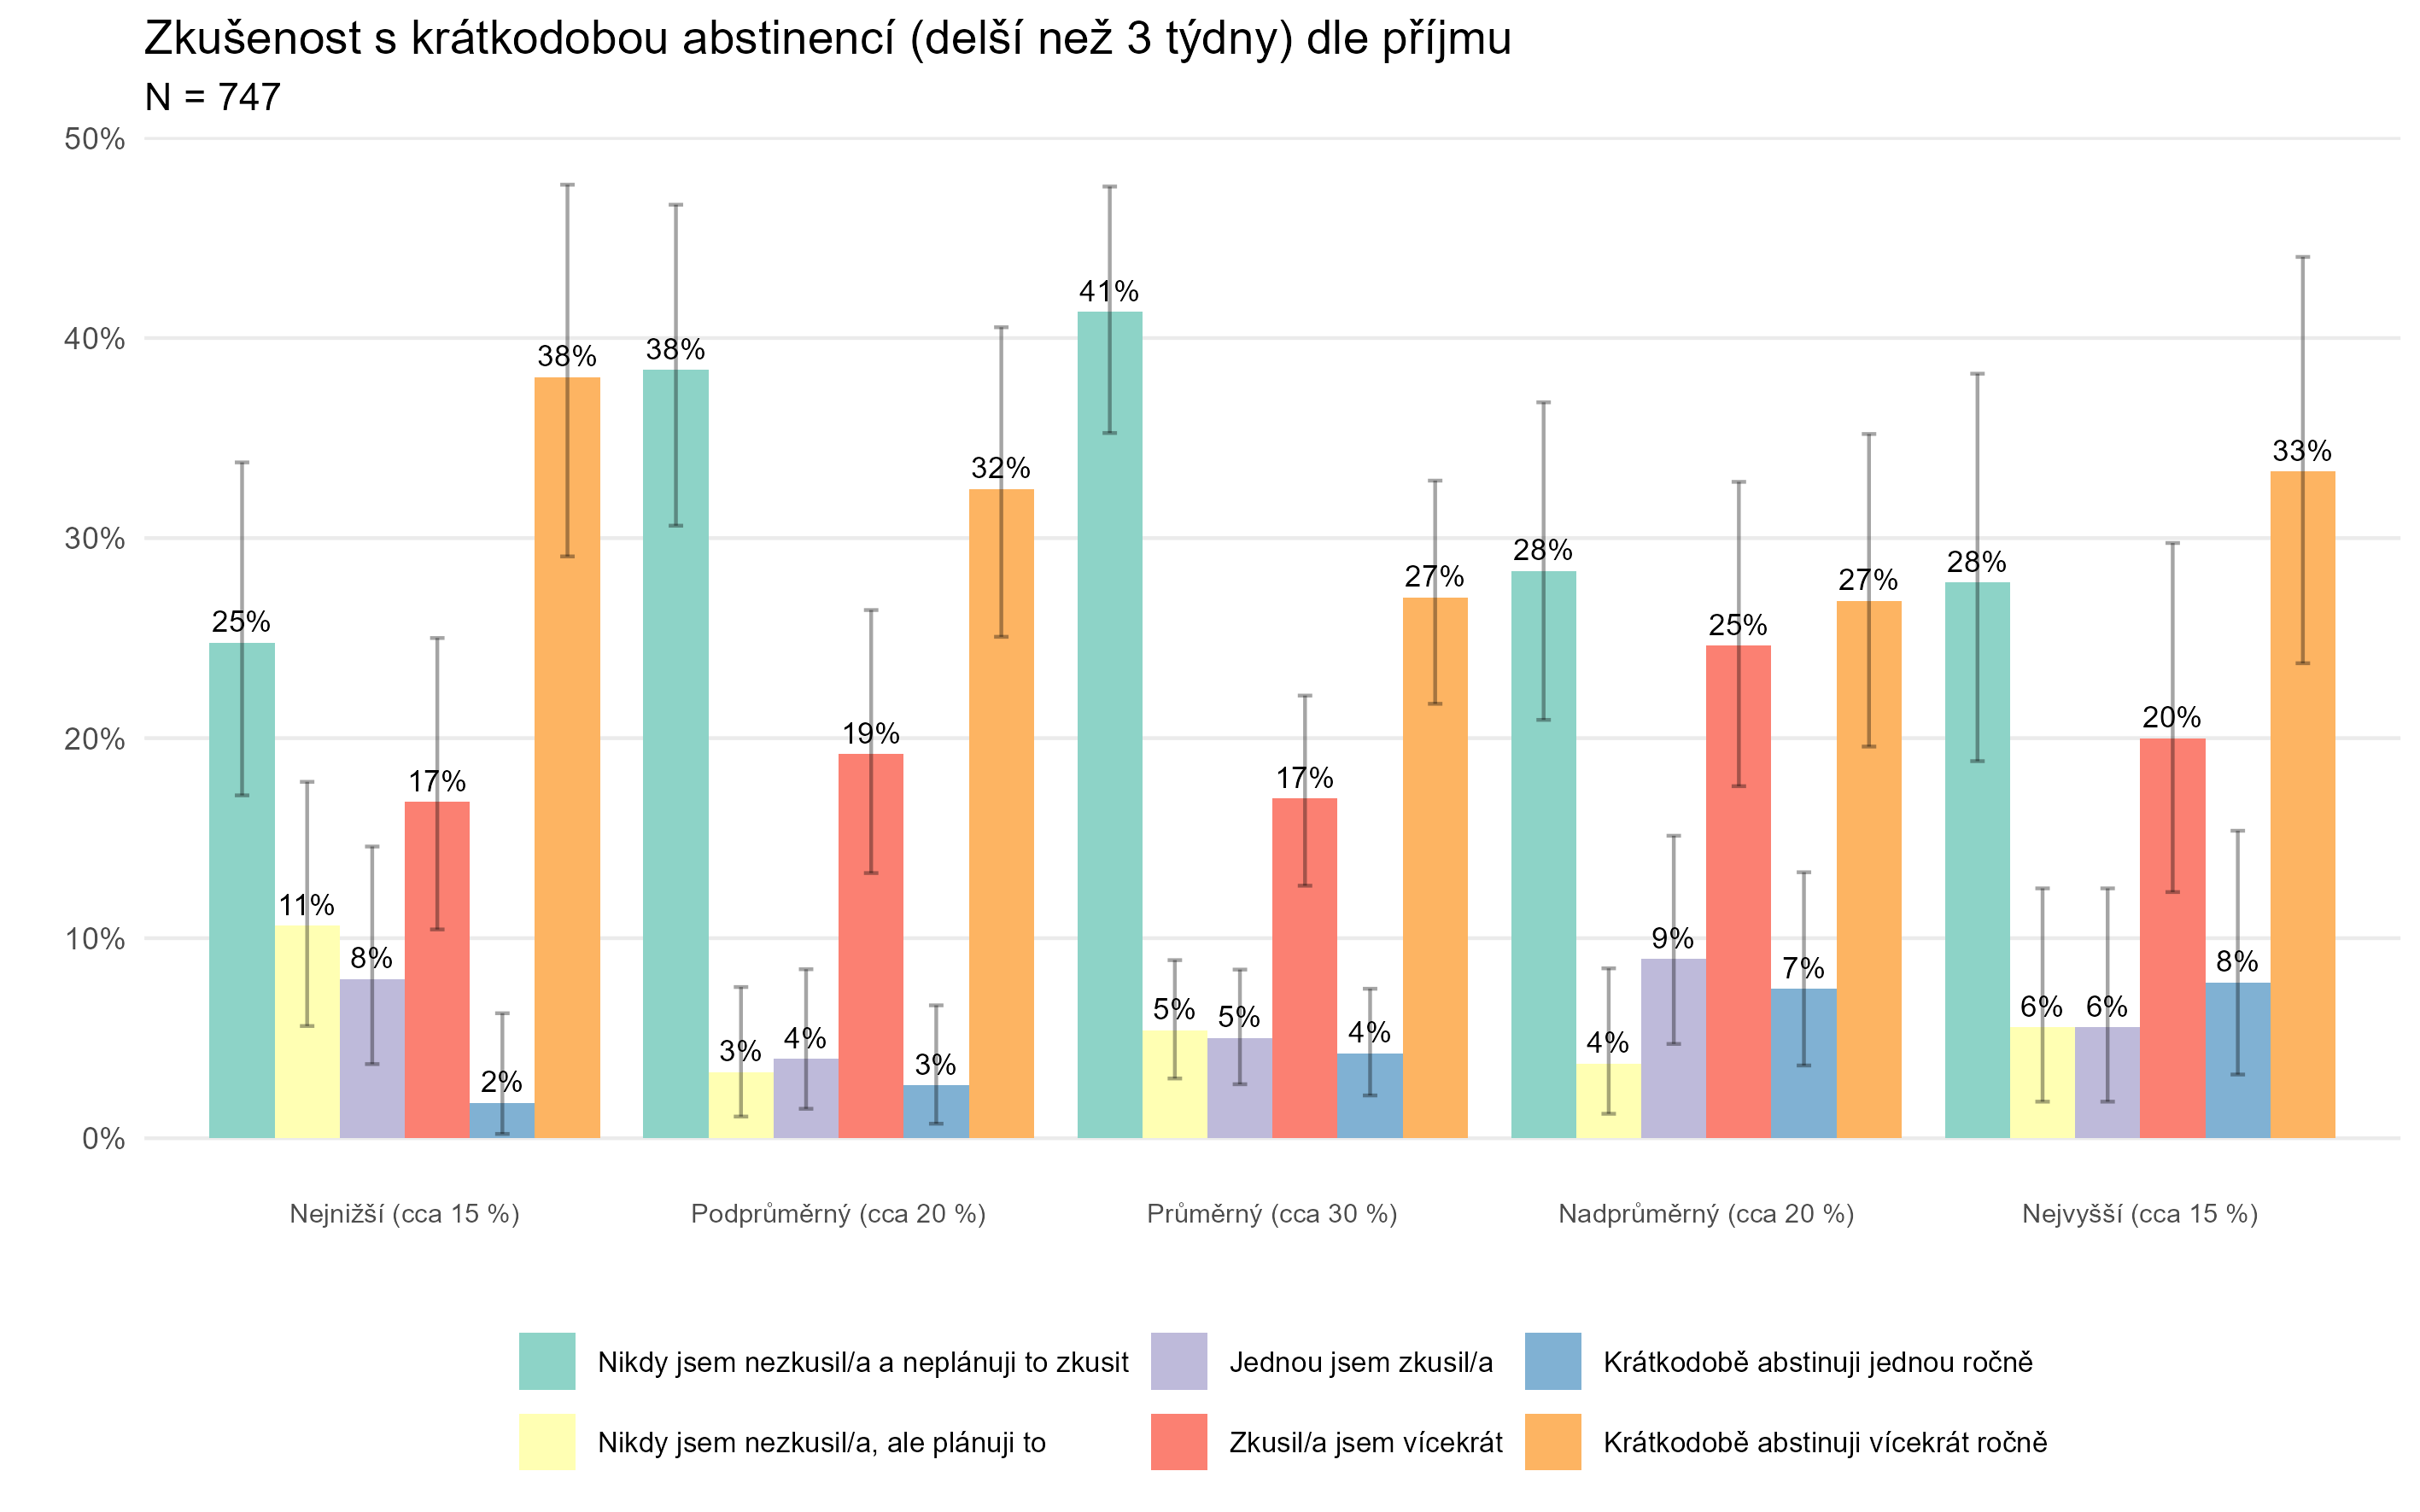 Zkušenost s krátkodobou abstinencí (delší než 3 týdny) dle příjmu
N = 747
50%
40%
30%
20%
10%
0%
25%
11%
8%
17%
2%
38%
38%
3%
4%
19%
3%
32%
41%
5%
5%
17%
4%
27%
28%
4%
9%
25%
7%
27%
28%
6%
6%
20%
8%
33%
Nejnižší (cca 15 %)
Podprůměrný (cca 20 %)
Průměrný (cca 30 %)
Nadprůměrný (cca 20 %)
Nejvyšší (cca 15 %)
Nikdy jsem nezkusil/a a neplánuji to zkusit
Jednou jsem zkusil/a
Krátkodobě abstinuji jednou ročně
Nikdy jsem nezkusil/a, ale plánuji to
Zkusil/a jsem vícekrát
Krátkodobě abstinuji vícekrát ročně